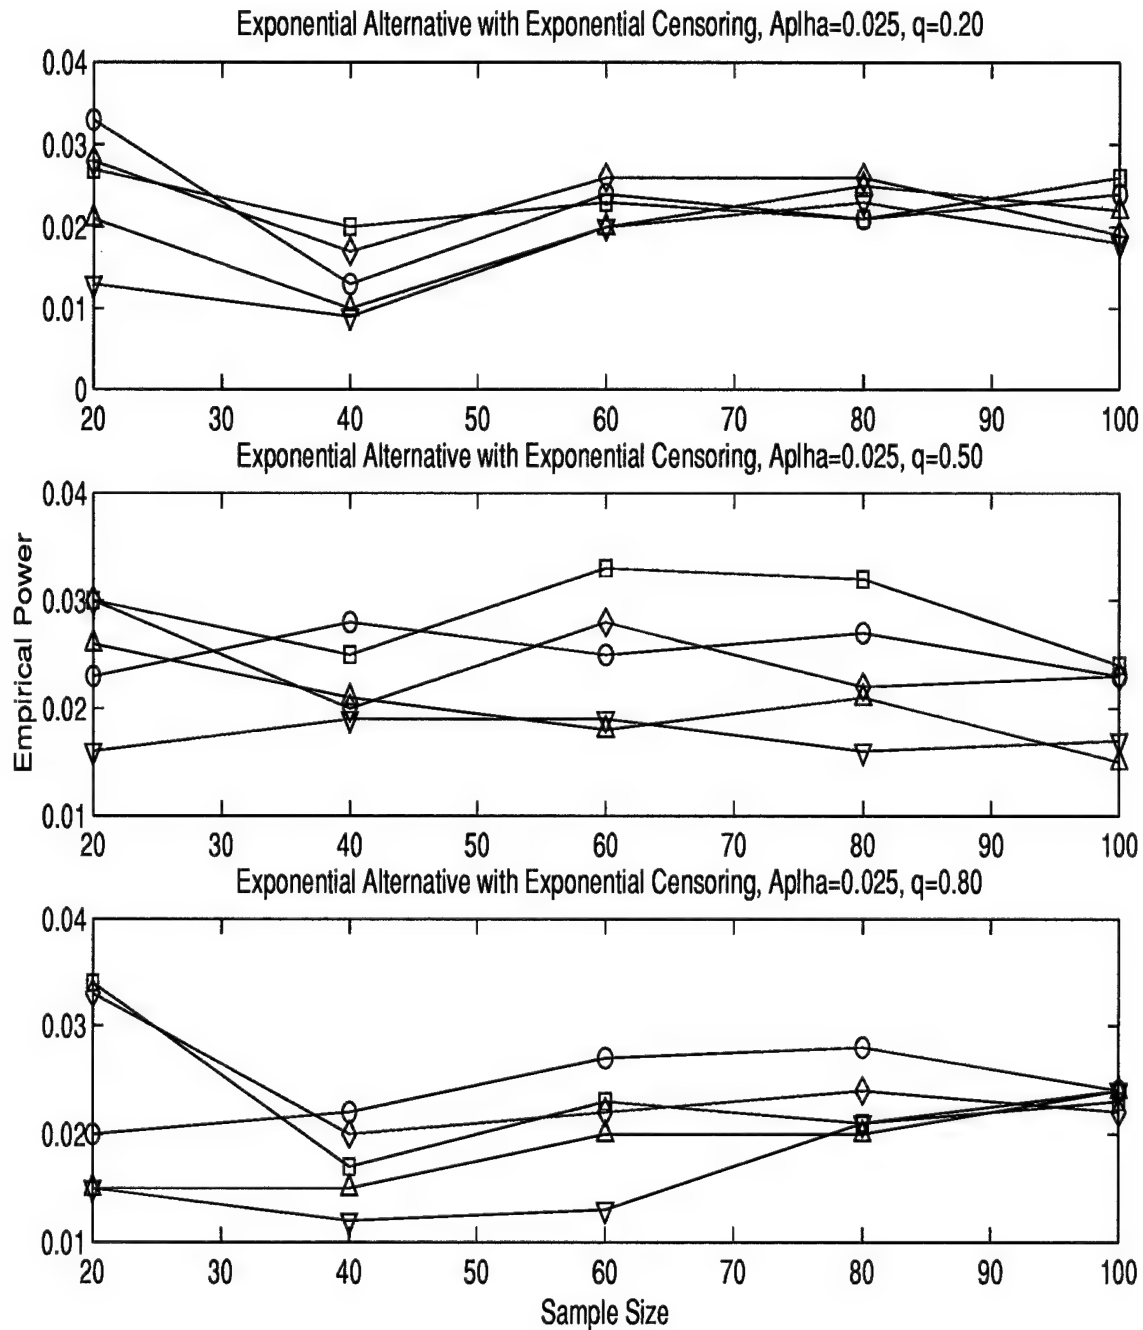 Exponential Alternative with Exponential Censoring, Aplha=0.025, q=0.20
0.04
0.03
0.02
0.01
0
20 30 40 50 60 70 80 90 100
Exponential Alternative with Exponential Censoring, Aplha=0.025, q=0.50
0.04
0.03
0.02
0.01
Empirical Power
20 30 40 50 60 70 80 90 100
Exponential Alternative with Exponential Censoring, Aplha=0.025, q=0.80
0.04
0.03
0.02
0.01
20 30 40 50 60 70 80 90 100
Sample Size